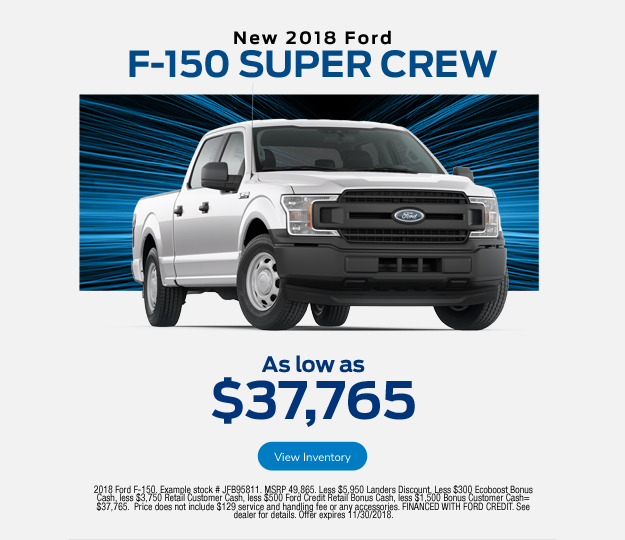 New 2018 Ford
F-150 SUPER CREW
Ford
As low as
$37,765
View Inventory
2018 Ford F-150. Example stock # JFB95811. MSRP 49,865. Less $5,950 Landers Discount, Less $300 Ecoboost Bonus
Cash, less $3,750 Retail Customer Cash, less $500 Ford Credit Retail Bonus Cash, less $1,500 Bonus Customer Cash=
$37,765. Price does not include $129 service and handling fee or any accessories. FINANCED WITH FORD CREDIT. See
dealer for details. Offer expires 11/30/2018.